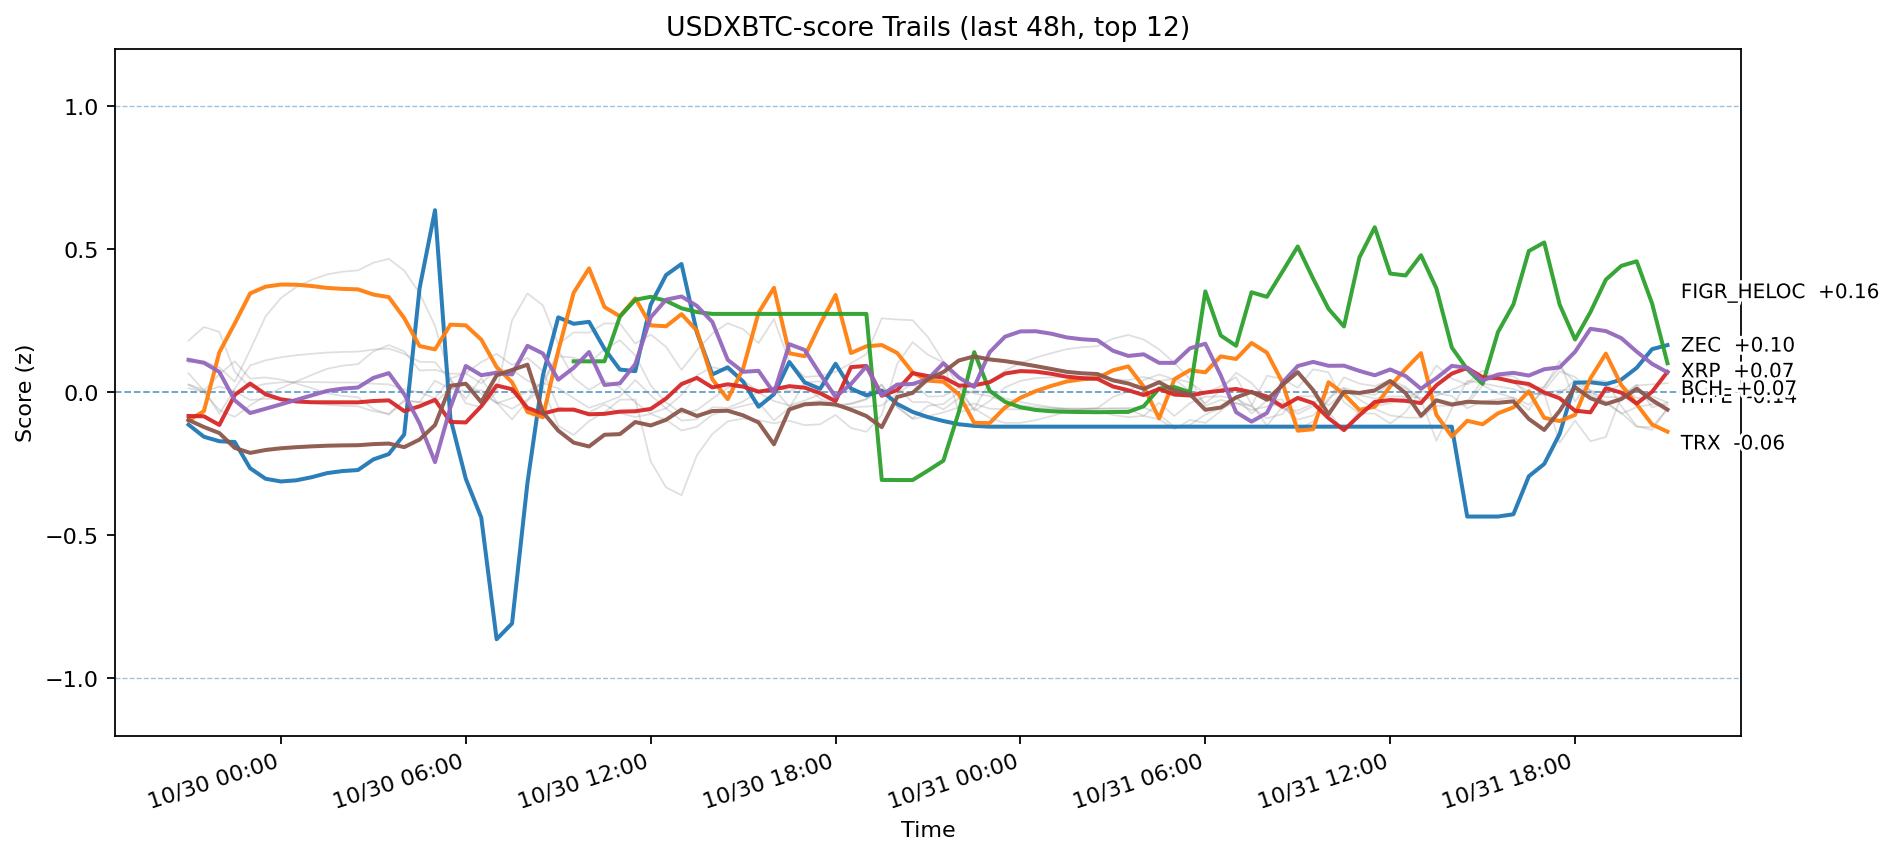 USDXBTC-score Trails (last 48h, top 12)
Score (z)
1.0
0.5
0.0
−0.5
−1.0
FIGR_HELOC +0.16
ZEC +0.10
XRP +0.07
BCH +0.07
TRX -0.06
10/30 00:00
10/30 06:00
10/30 12:00
10/30 18:00
10/31 00:00
10/31 06:00
10/31 12:00
10/31 18:00
Time